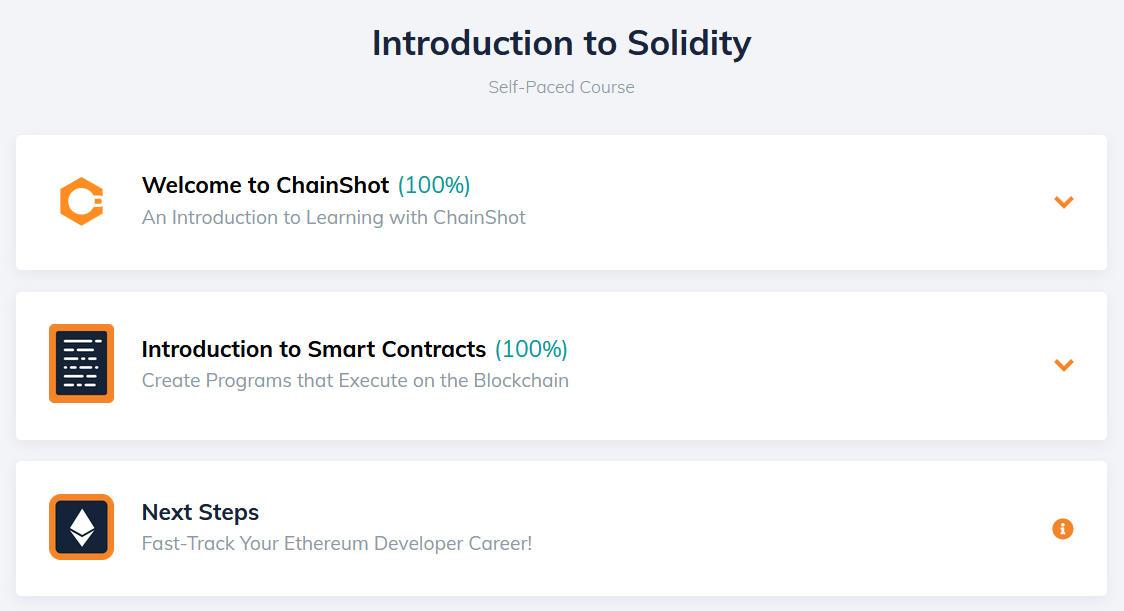 Introduction to Solidity
Self-Paced Course
Welcome to ChainShot (100%)
An Introduction to Learning with ChainShot
Introduction to Smart Contracts (100%)
Create Programs that Execute on the Blockchain
Next Steps
Fast-Track Your Ethereum Developer Career!